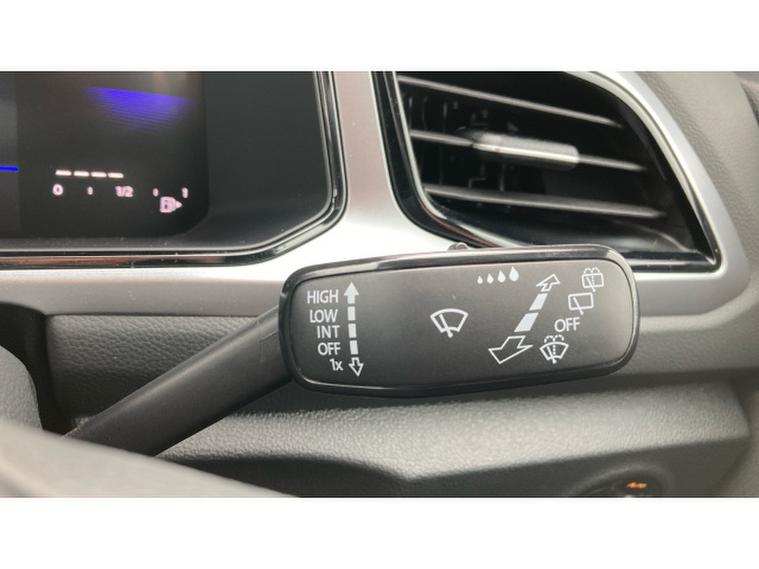 0 1/2 1
HIGH
LOW
INT
OFF
1x
OFF